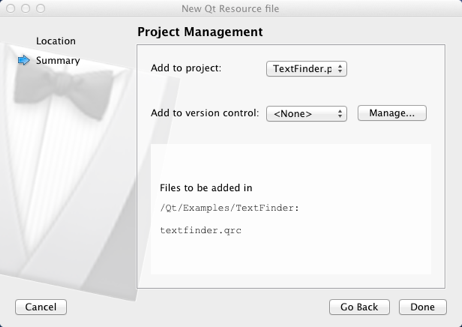 New Qt Resource file
Location
Summary
Project Management
Add to project: TextFinder.p
Add to version control: <None> Manage...
Files to be added in
/Qt/Examples/TextFinder:
textfinder.qrc
Cancel Go Back Done